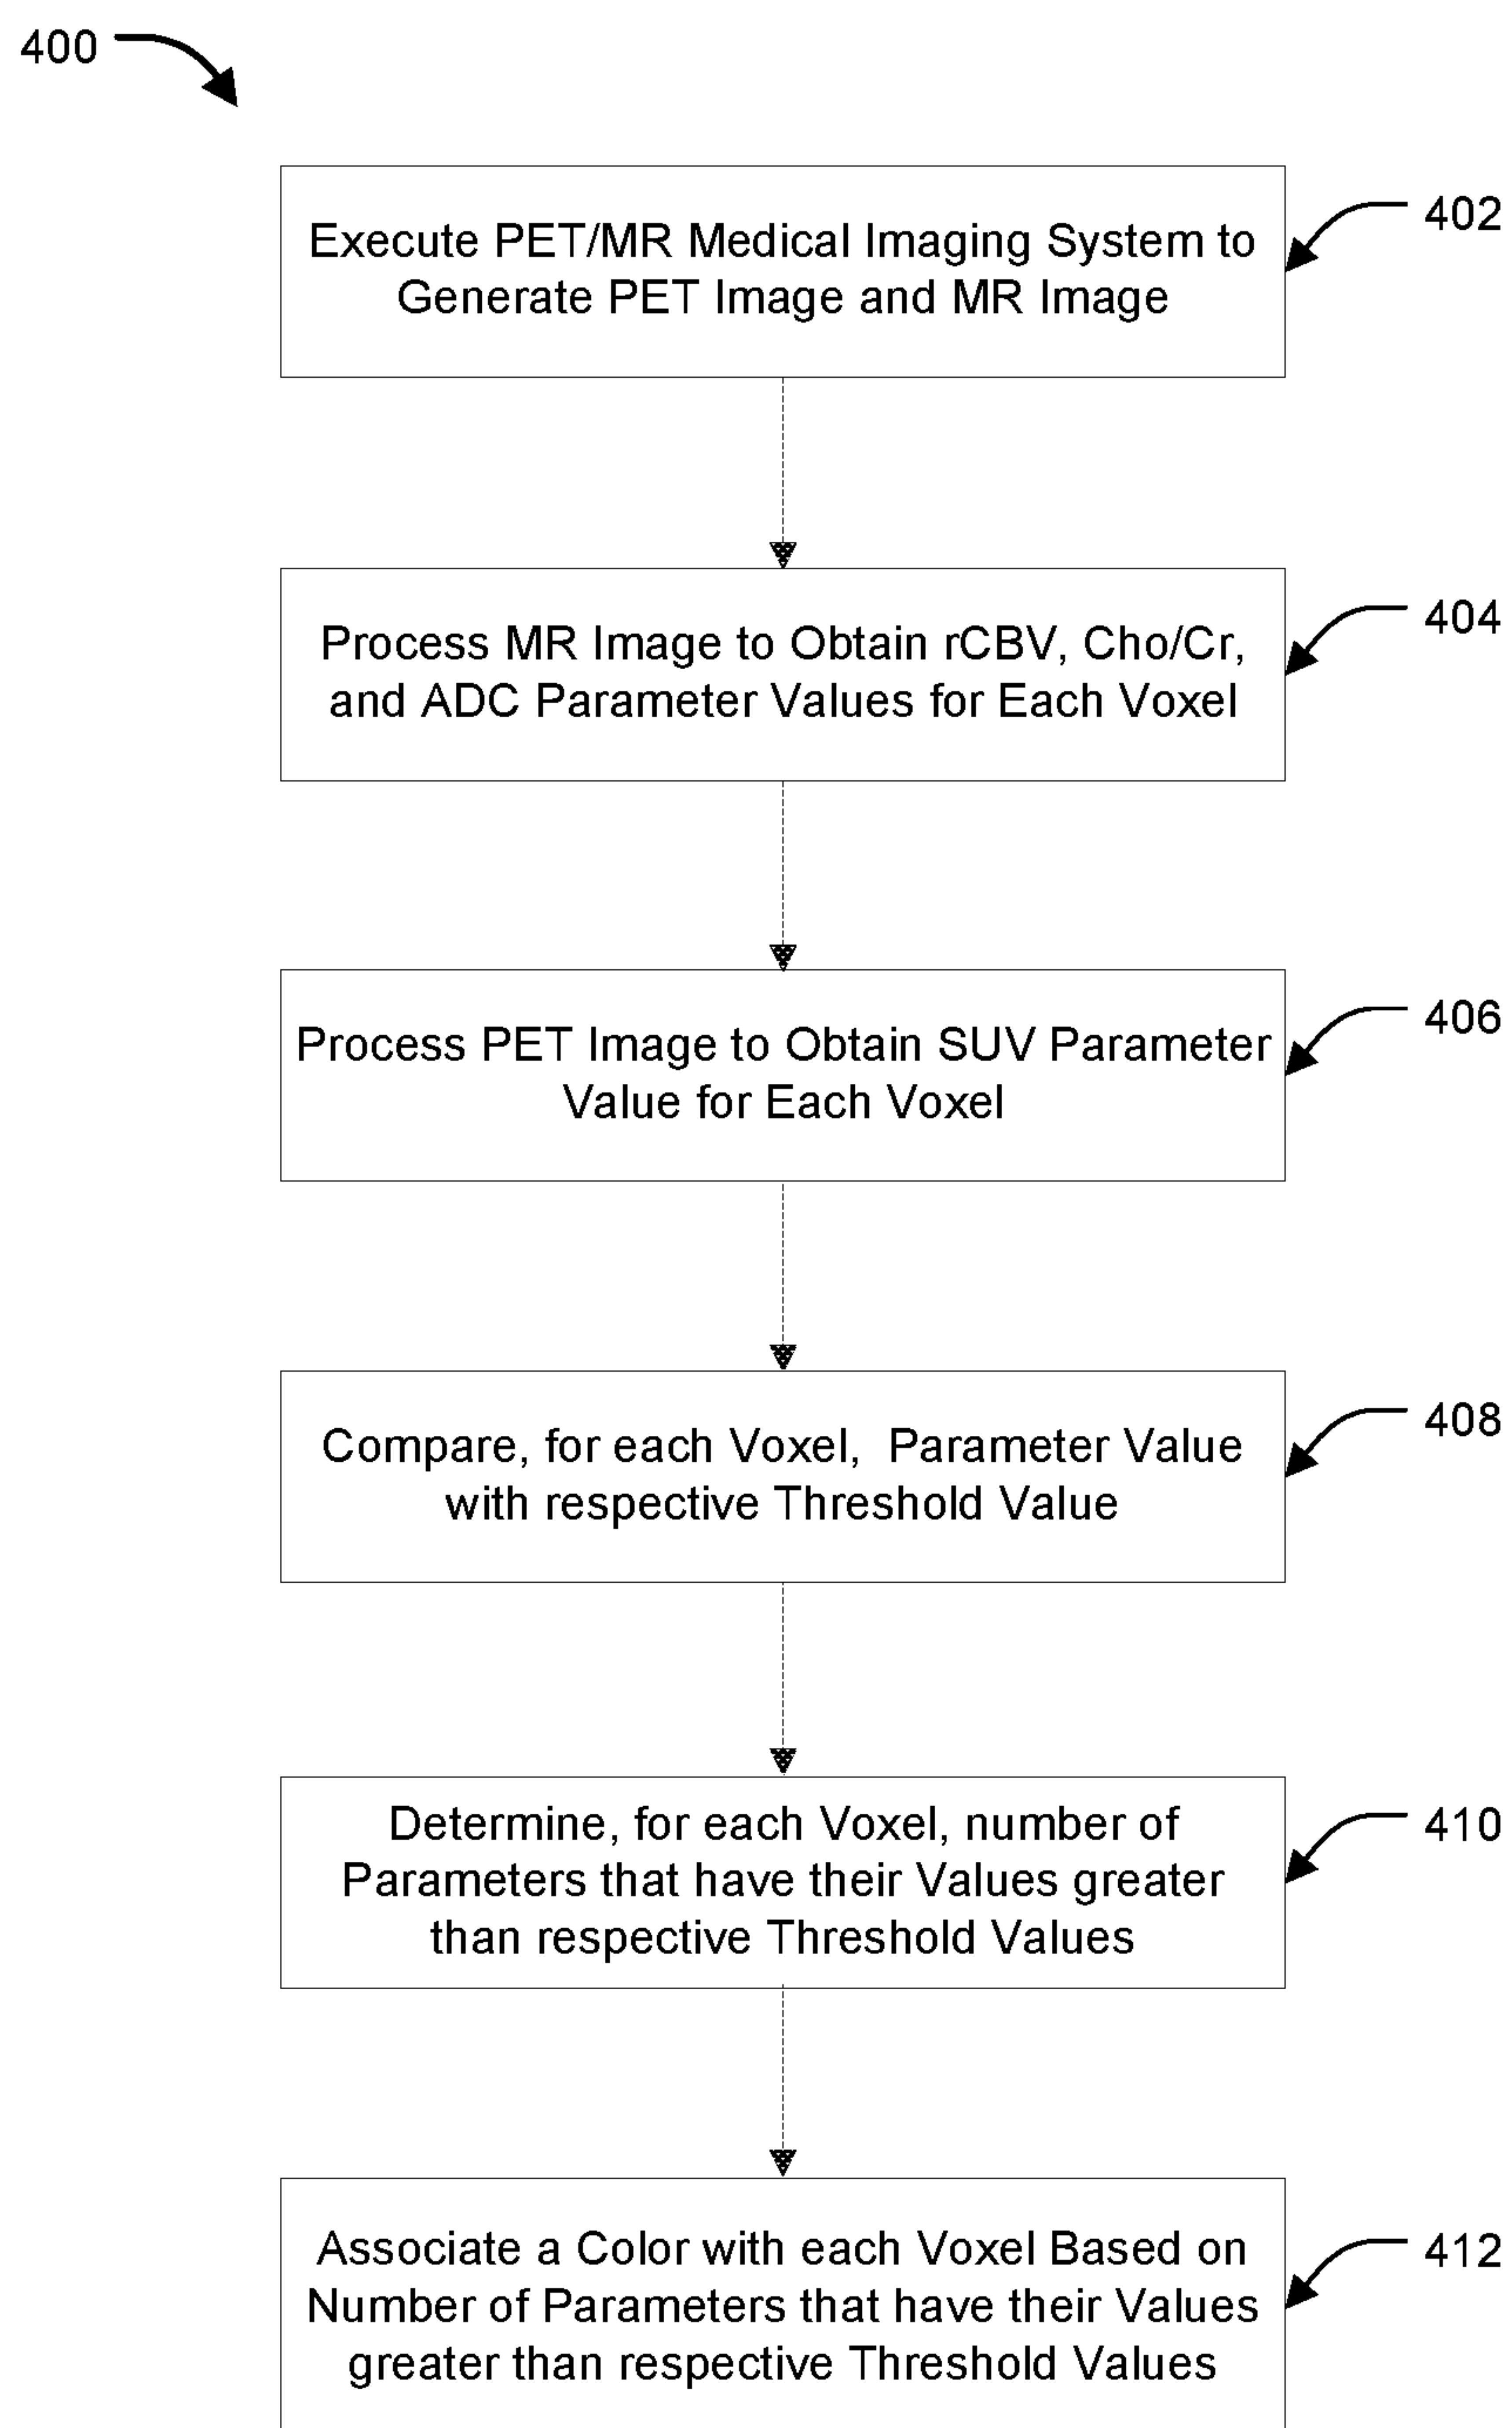 400
402
Execute PET/MR Medical Imaging System to
Generate PET Image and MR Image
404
Process MR Image to Obtain rCBV, Cho/Cr,
and ADC Parameter Values for Each Voxel
406
Process PET Image to Obtain SUV Parameter
Value for Each Voxel
408
Compare, for each Voxel,  Parameter Value
with respective Threshold Value
410
Determine, for each Voxel, number of
Parameters that have their Values greater
than respective Threshold Values
412
Associate a Color with each Voxel Based on
Number of Parameters that have their Values
greater than respective Threshold Values